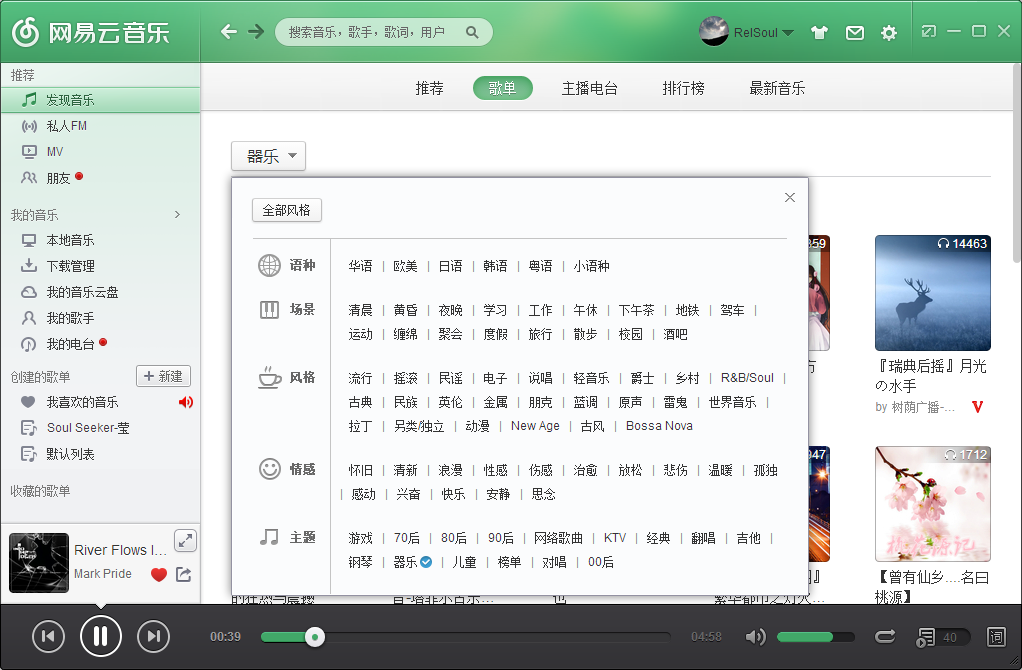 网易云音乐
搜索音乐，歌手，歌词，用户
RelSoul
推荐
发现音乐
私人FM
MV
朋友
我的音乐
本地音乐
下载管理
我的音乐云盘
我的歌手
我的电台
创建的歌单
+ 新建
我喜欢的音乐
Soul Seeker-莹
默认列表
收藏的歌单
River Flows I...
Mark Pride
推荐 歌单 主播电台 排行榜 最新音乐
器乐
全部风格
语种 华语 | 欧美 | 日语 | 韩语 | 粤语 | 小语种
场景 清晨 | 黄昏 | 夜晚 | 学习 | 工作 | 午休 | 下午茶 | 地铁 | 驾车 |
运动 | 缠绵 | 聚会 | 度假 | 旅行 | 散步 | 校园 | 酒吧
风格 流行 | 摇滚 | 民谣 | 电子 | 说唱 | 轻音乐 | 爵士 | 乡村 | R&B/Soul |
古典 | 民族 | 英伦 | 金属 | 朋克 | 蓝调 | 原声 | 雷鬼 | 世界音乐 |
拉丁 | 另类/独立 | 动漫 | New Age | 古风 | Bossa Nova
情感 怀旧 | 清新 | 浪漫 | 性感 | 伤感 | 治愈 | 放松 | 悲伤 | 温暖 | 孤独
| 感动 | 兴奋 | 快乐 | 安静 | 思念
主题 游戏 | 70后 | 80后 | 90后 | 网络歌曲 | KTV | 经典 | 翻唱 | 吉他 |
钢琴 | 器乐 | 儿童 | 榜单 | 对唱 | 00后
359
14463
『瑞典后摇』月光
の水手
by 树荫广播-...
V
947
1712
【曾有仙乡....名曰
桃源】
00:39
04:58
40
词